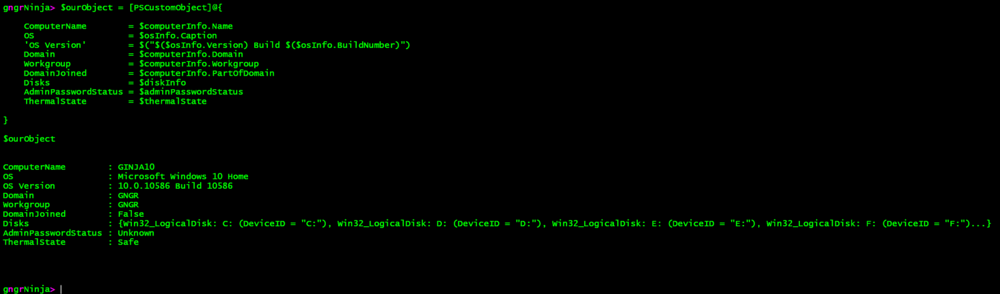 gngrNinja> $ourObject = [PSCustomObject]@{
ComputerName = $computerInfo.Name
OS = $osInfo.Caption
'OS Version' = $("$($osInfo.Version) Build $($osInfo.BuildNumber)")
Domain = $computerInfo.Domain
Workgroup = $computerInfo.Workgroup
DomainJoined = $computerInfo.PartOfDomain
Disks = $diskInfo
AdminPasswordStatus = $adminPasswordStatus
ThermalState = $thermalState
}
$ourObject
ComputerName : GINJA10
OS : Microsoft Windows 10 Home
OS Version : 10.0.10586 Build 10586
Domain : GNGR
Workgroup : GNGR
DomainJoined : False
Disks : {Win32_LogicalDisk: C: (DeviceID = "C:"), Win32_LogicalDisk: D: (DeviceID = "D:"), Win32_LogicalDisk: E: (DeviceID = "E:"), Win32_LogicalDisk: F: (DeviceID = "F:")...}
AdminPasswordStatus : Unknown
ThermalState : Safe
gngrNinja>